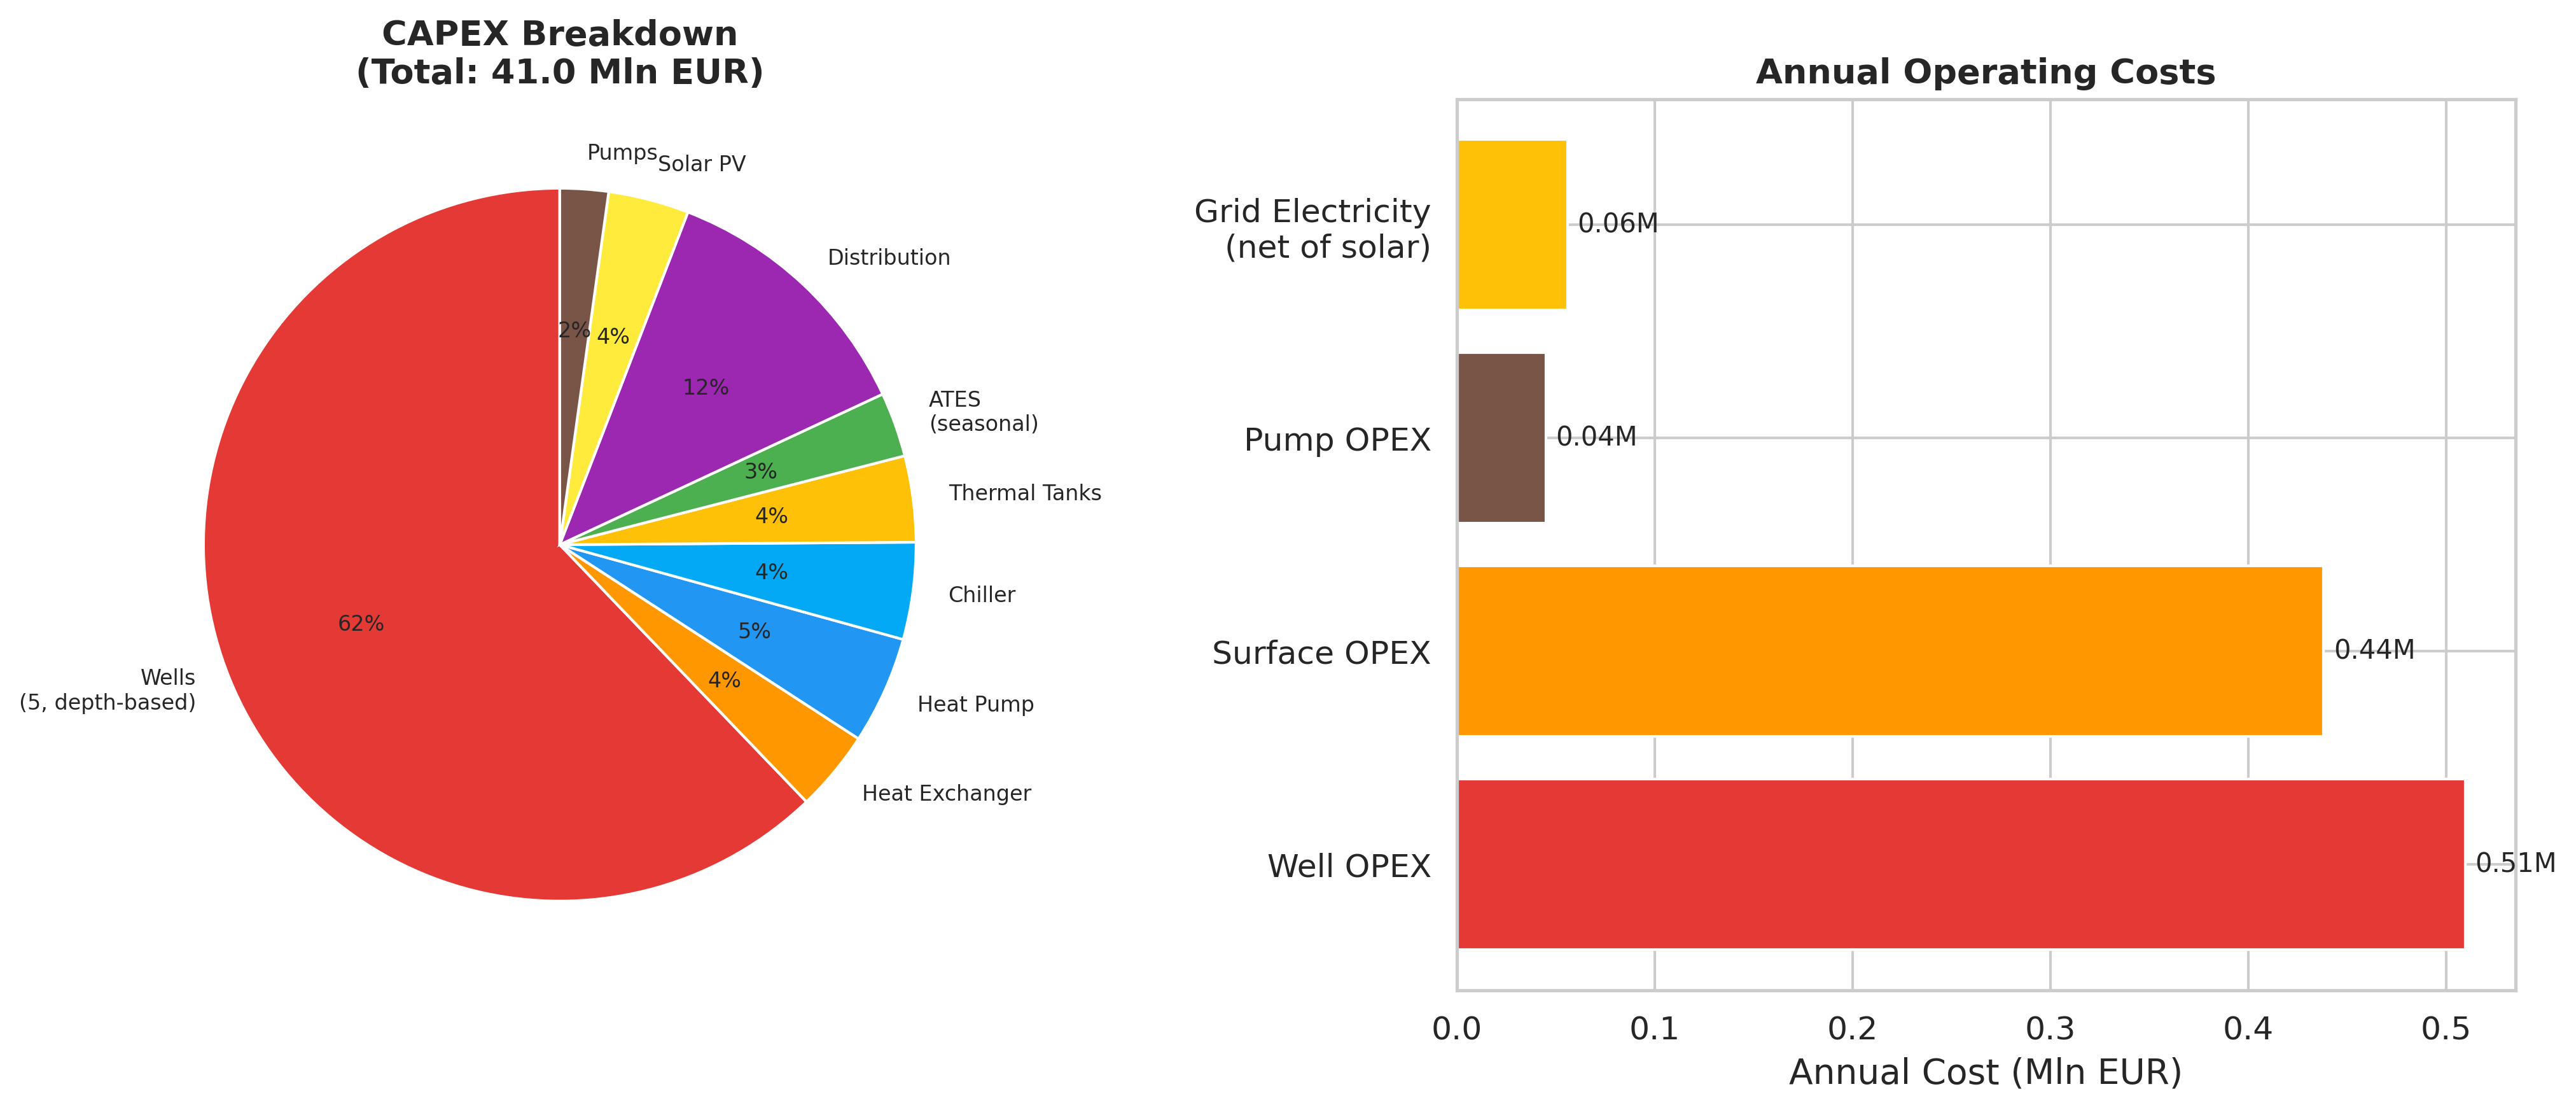 CAPEX Breakdown
(Total: 41.0 Mln EUR)
Pumps
Solar PV
Distribution
ATES
(seasonal)
Thermal Tanks
Chiller
Heat Pump
Heat Exchanger
Wells
(5, depth-based)
2%
4%
12%
3%
4%
4%
5%
4%
62%
Annual Operating Costs
Grid Electricity
(net of solar)
0.06M
Pump OPEX
0.04M
Surface OPEX
0.44M
Well OPEX
0.51M
0.0
0.1
0.2
0.3
0.4
0.5
Annual Cost (Mln EUR)